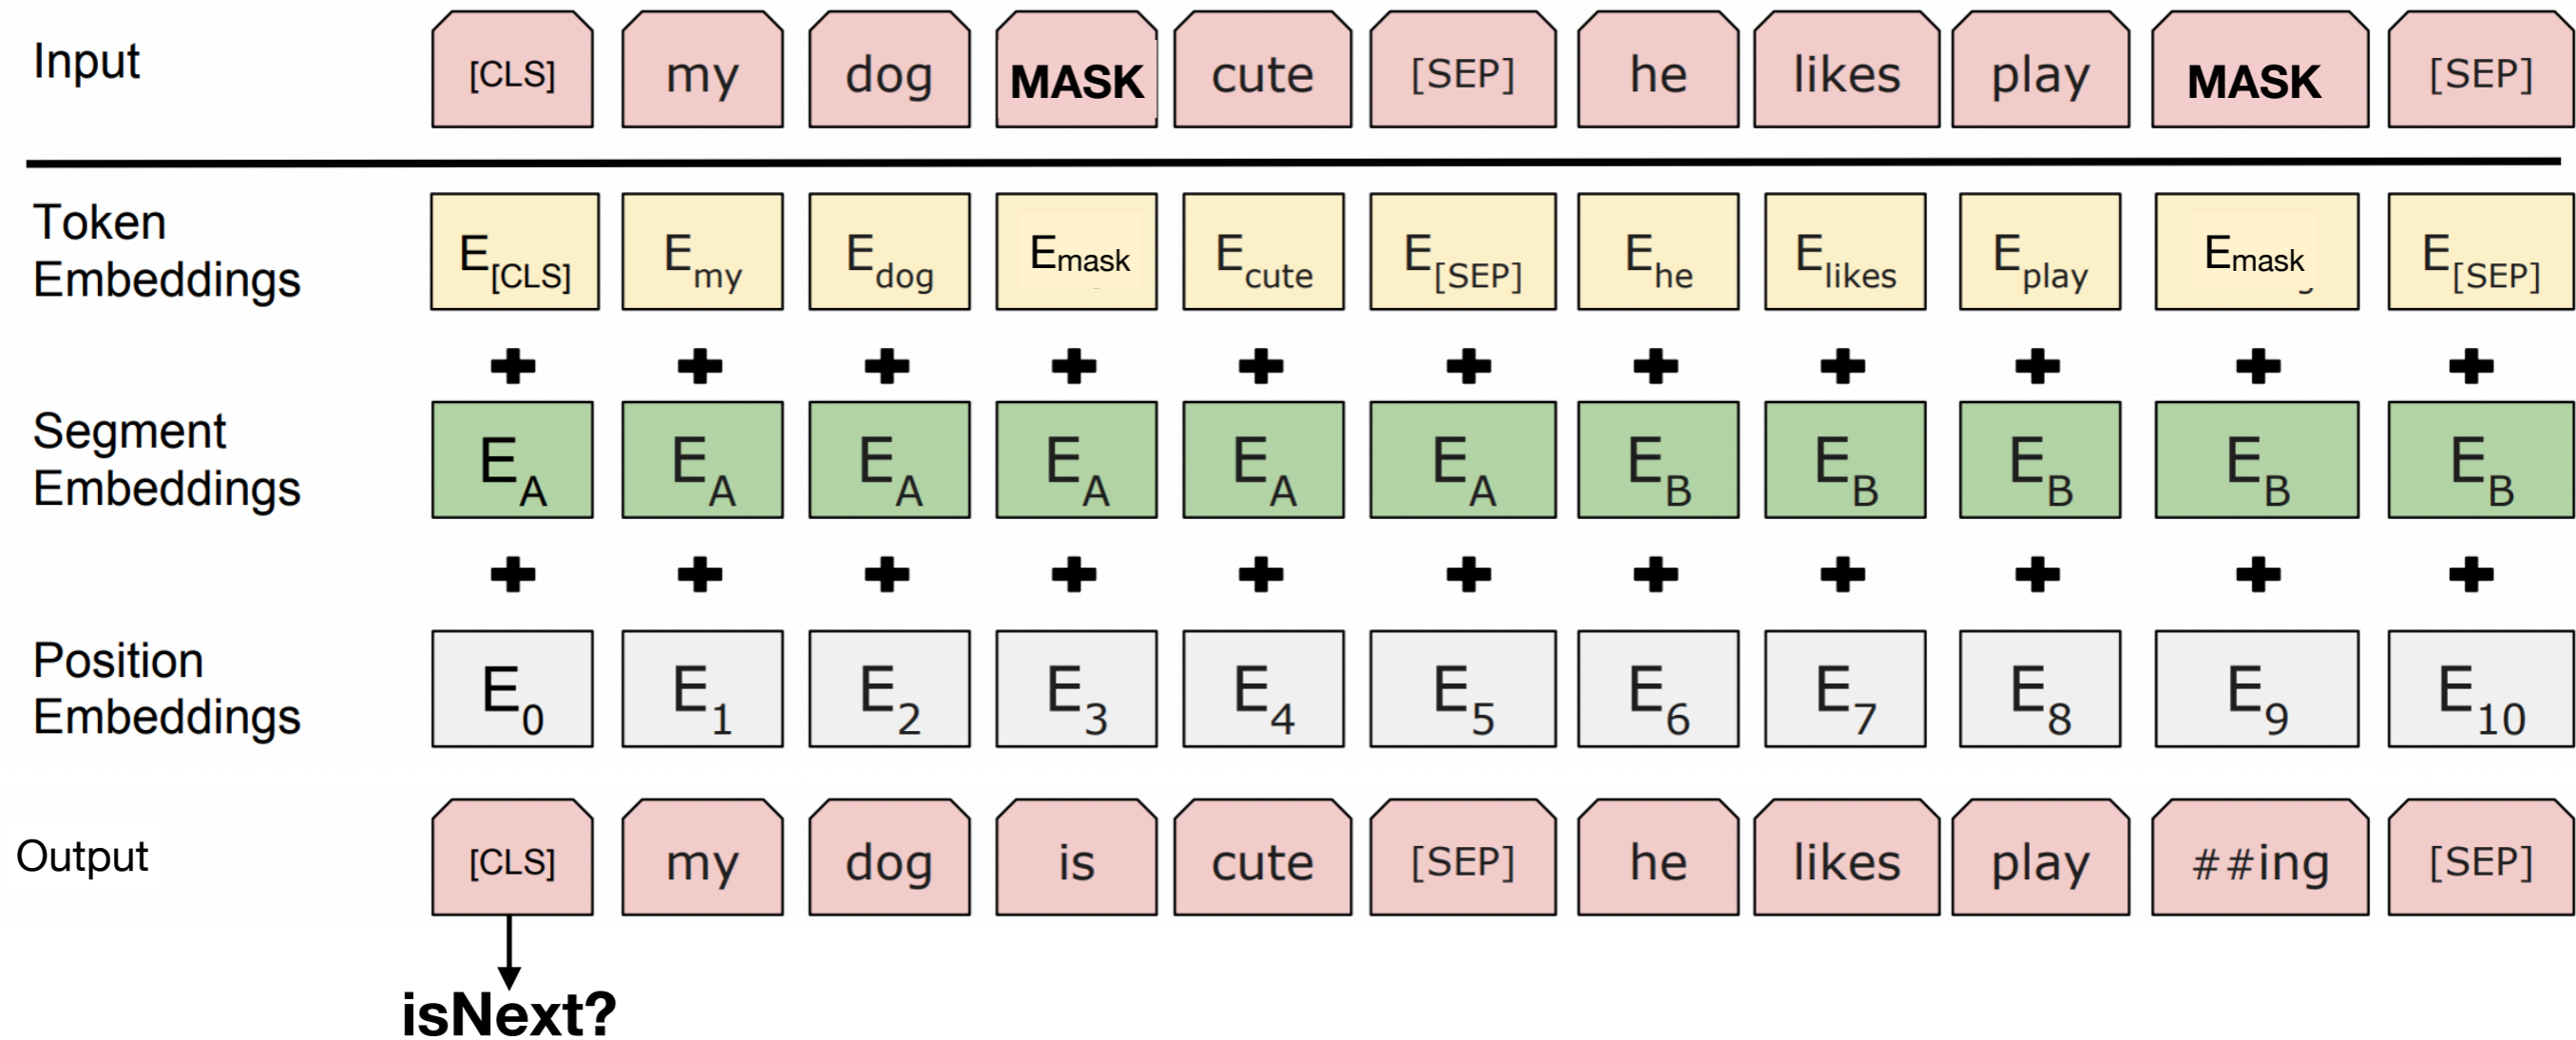 Input [CLS] my dog MASK cute [SEP] he likes play MASK [SEP]
Token Embeddings E[CLS] Emy Edog Emask Ecute E[SEP] Ehe Elikes Eplay Emask E[SEP]
+ + + + + + + + + + +
Segment Embeddings EA EA EA EA EA EA EB EB EB EB EB
+ + + + + + + + + + +
Position Embeddings E0 E1 E2 E3 E4 E5 E6 E7 E8 E9 E10
Output [CLS] my dog is cute [SEP] he likes play ##ing [SEP]
isNext?